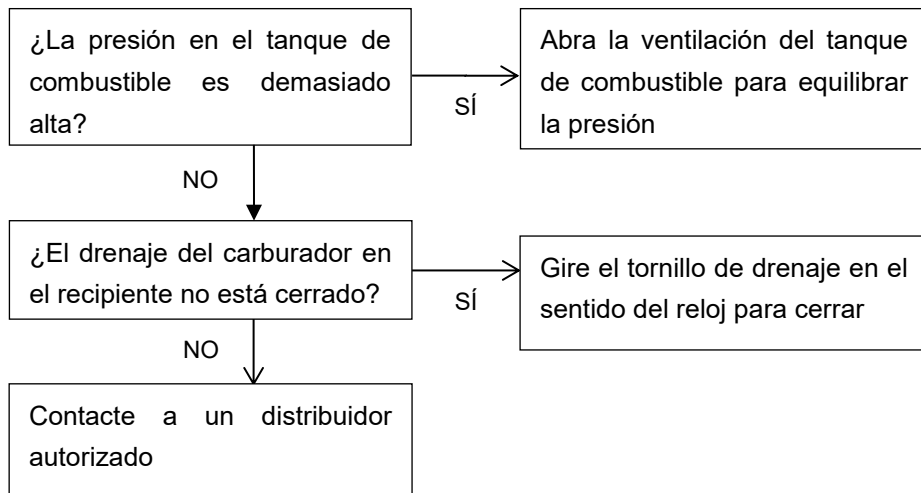 ¿La presión en el tanque de
combustible es demasiado
alta?
SÍ
Abra la ventilación del tanque
de combustible para equilibrar
la presión
NO
¿El drenaje del carburador en
el recipiente no está cerrado?
SÍ
Gire el tornillo de drenaje en el
sentido del reloj para cerrar
NO
Contacte a un distribuidor
autorizado